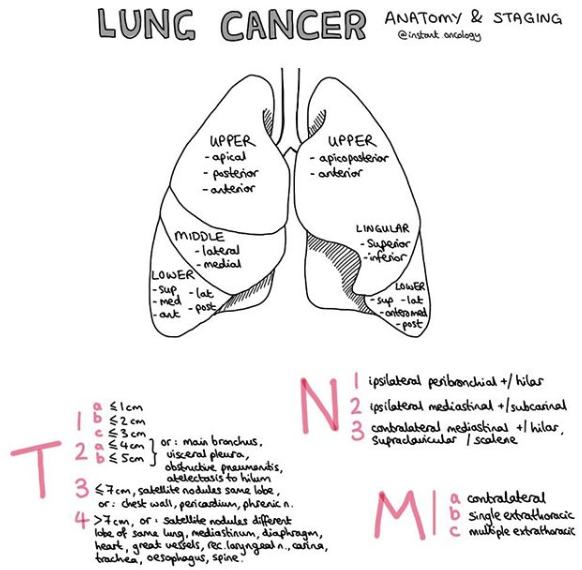 LUNG CANCER ANATOMY & STAGING
@instant.oncology
UPPER
- apical
- posterior
- anterior
UPPER
- apicoposterior
- anterior
MIDDLE
- lateral
- medial
LINGULAR
- superior
- inferior
LOWER
- sup - lat
- med - post
- ant
LOWER
- sup - lat
- anteromed
- post
T
1 a ≤1cm
b ≤2cm
c ≤3cm
2 a ≤4cm
b ≤5cm
or: main bronchus,
visceral pleura,
obstructive pneumonitis,
atelectasis to hilum
3 ≤7cm, satellite nodules same lobe,
or: chest wall, pericardium, phrenic n.
4 >7cm, or: satellite nodules different
lobe of same lung, mediastinum, diaphragm,
heart, great vessels, rec. laryngeal n., carina,
trachea, oesophagus, spine.
N
1 ipsilateral peribronchial +/ hilar
2 ipsilateral mediastinal +/subcarinal
3 contralateral mediastinal +/ hilar,
supraclavicular / scalene
M1
a contralateral
b single extrathoracic
c multiple extrathoracic